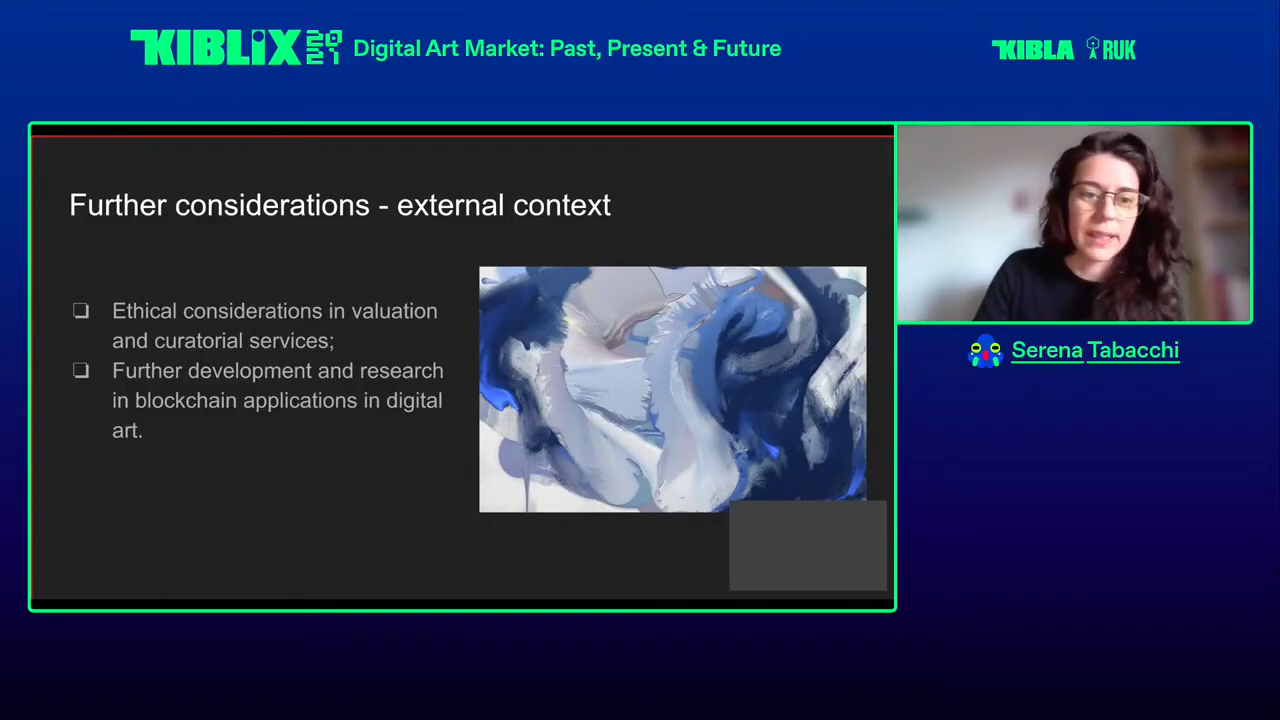 KIBLiX
Digital Art Market: Past, Present & Future
KIBLA
RUK
Further considerations - external context
Ethical considerations in valuation
and curatorial services;
Further development and research
in blockchain applications in digital
art.
Serena Tabacchi